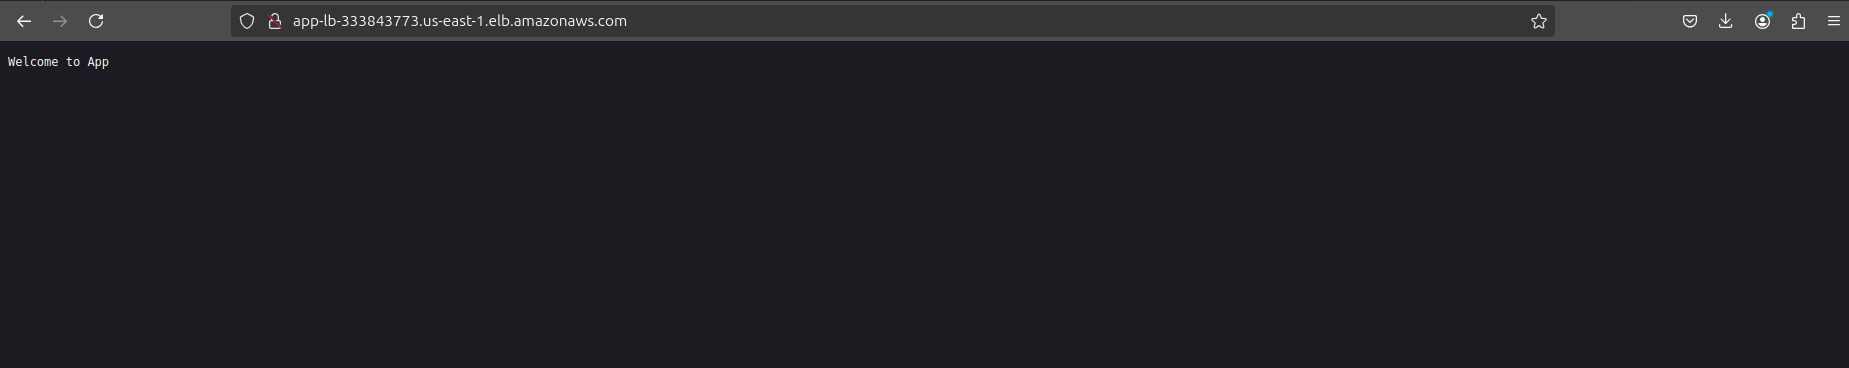 app-lb-333843773.us-east-1.elb.amazonaws.com
Welcome to App